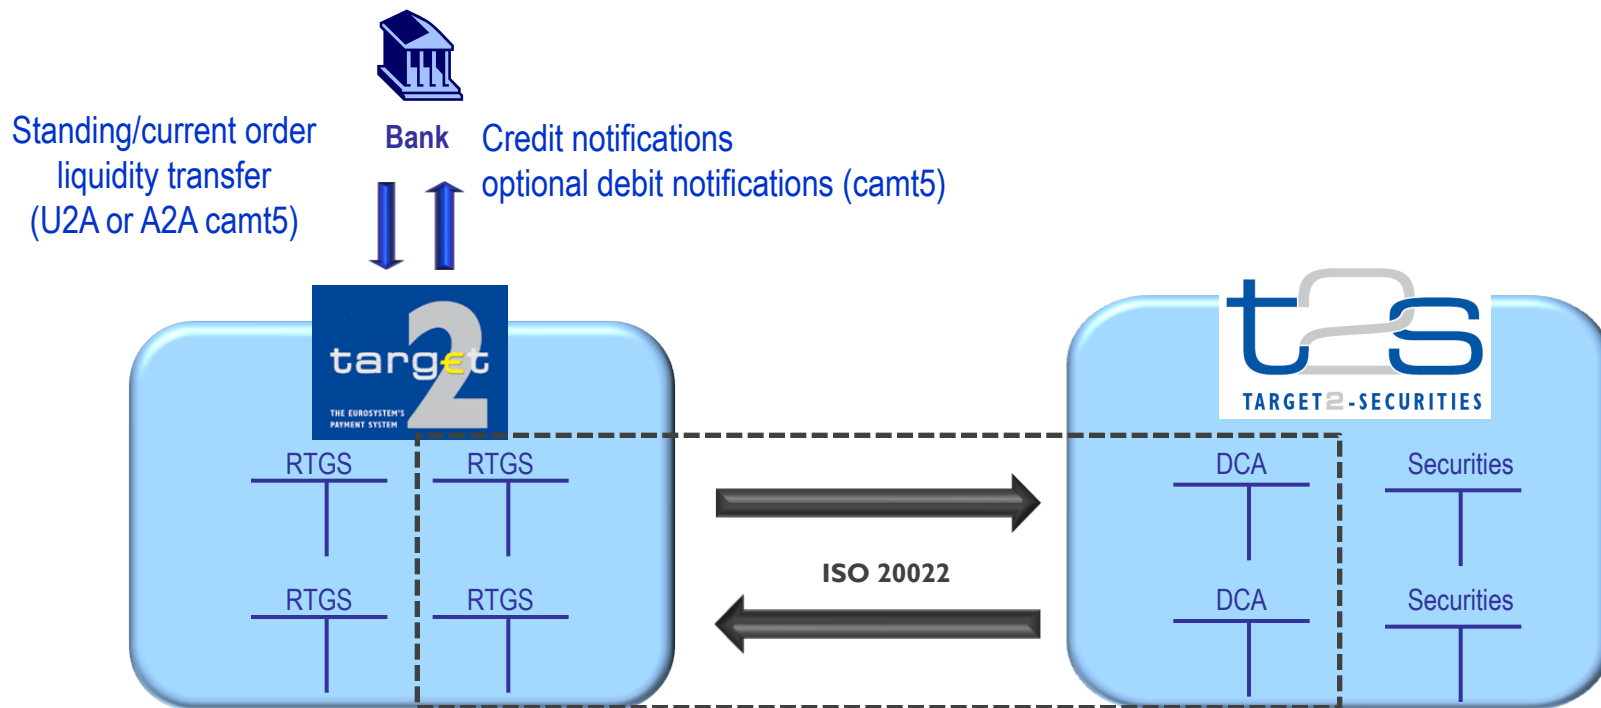 Standing/current order
liquidity transfer
(U2A or A2A camt5)
Bank
Credit notifications
optional debit notifications (camt5)
target
2
THE EUROSYSTEM'S
PAYMENT SYSTEM
t2s
TARGET2-SECURITIES
RTGS
RTGS
DCA
Securities
ISO 20022
RTGS
RTGS
DCA
Securities